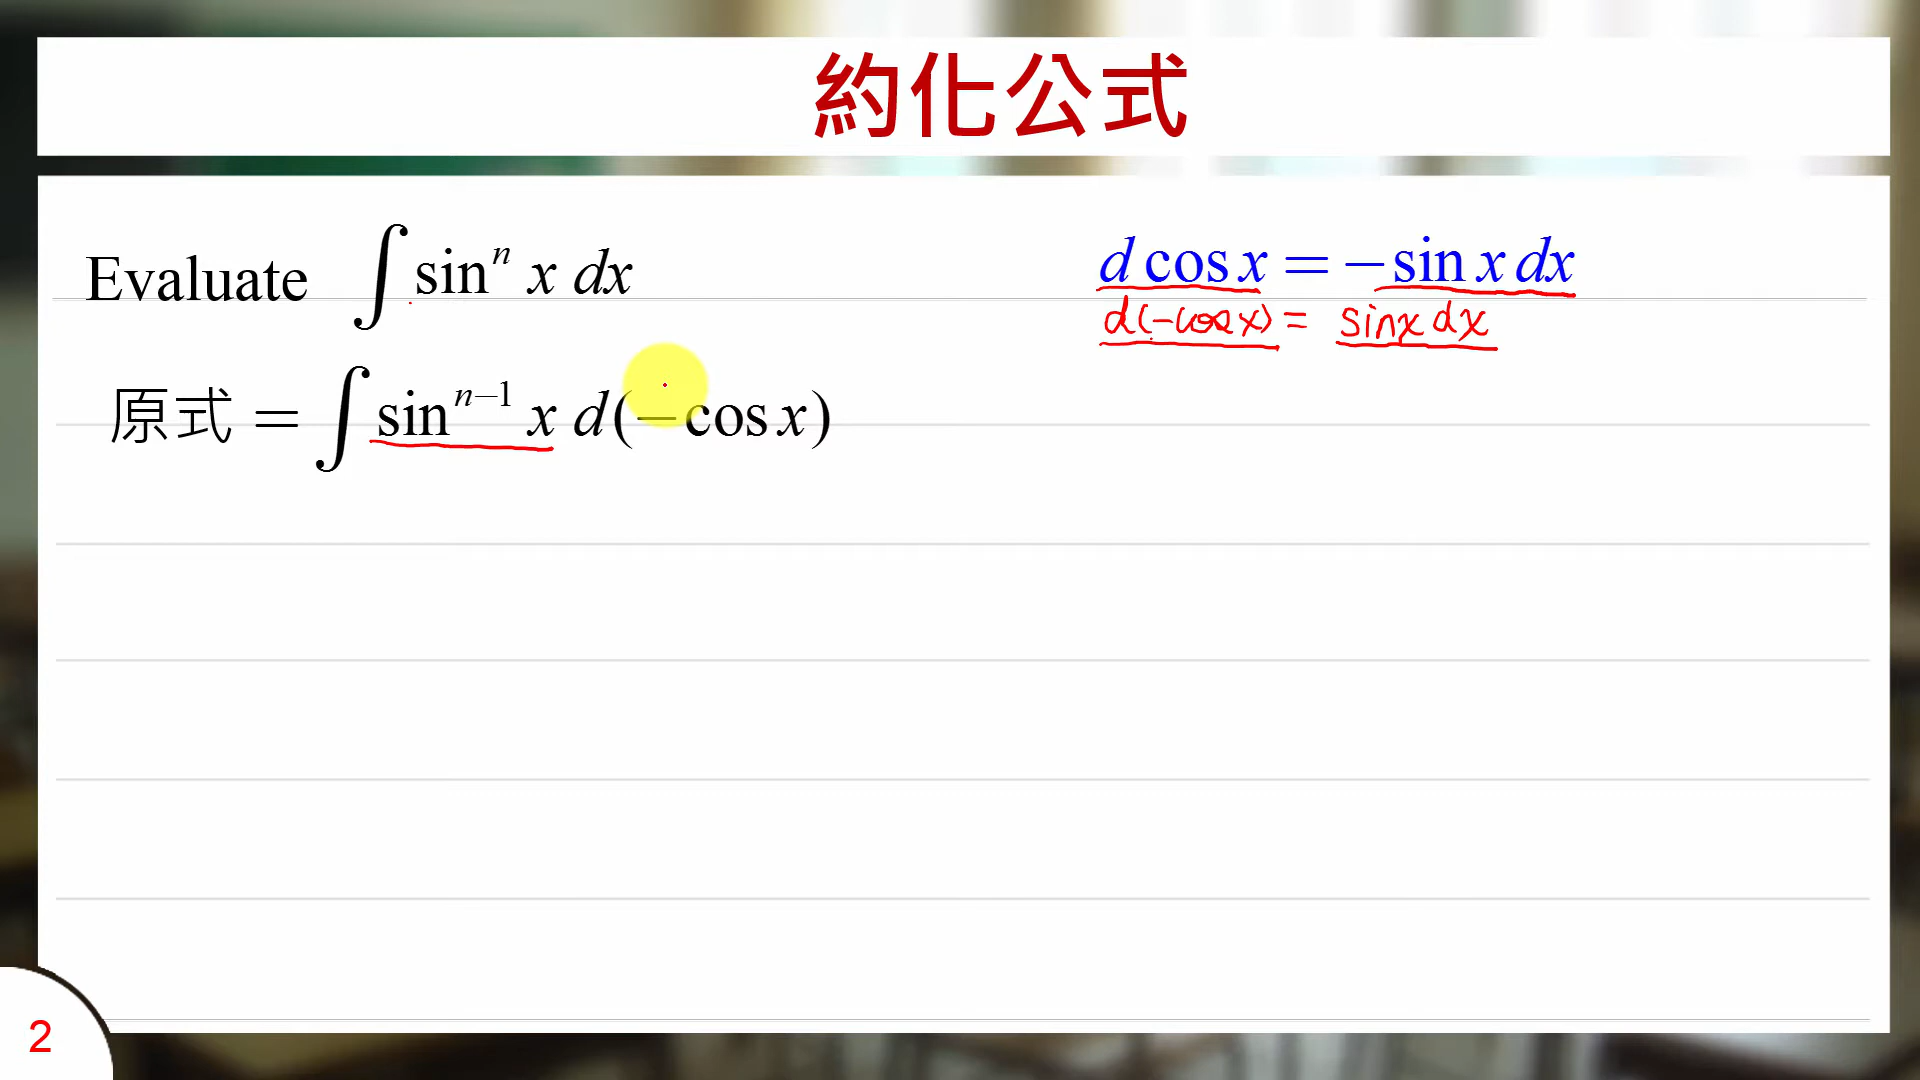 約化公式
Evaluate ∫ sinⁿ x dx
d cos x = − sin x dx
d(−cos x) = sin x dx
原式 = ∫ sinⁿ⁻¹ x d(− cos x)
2